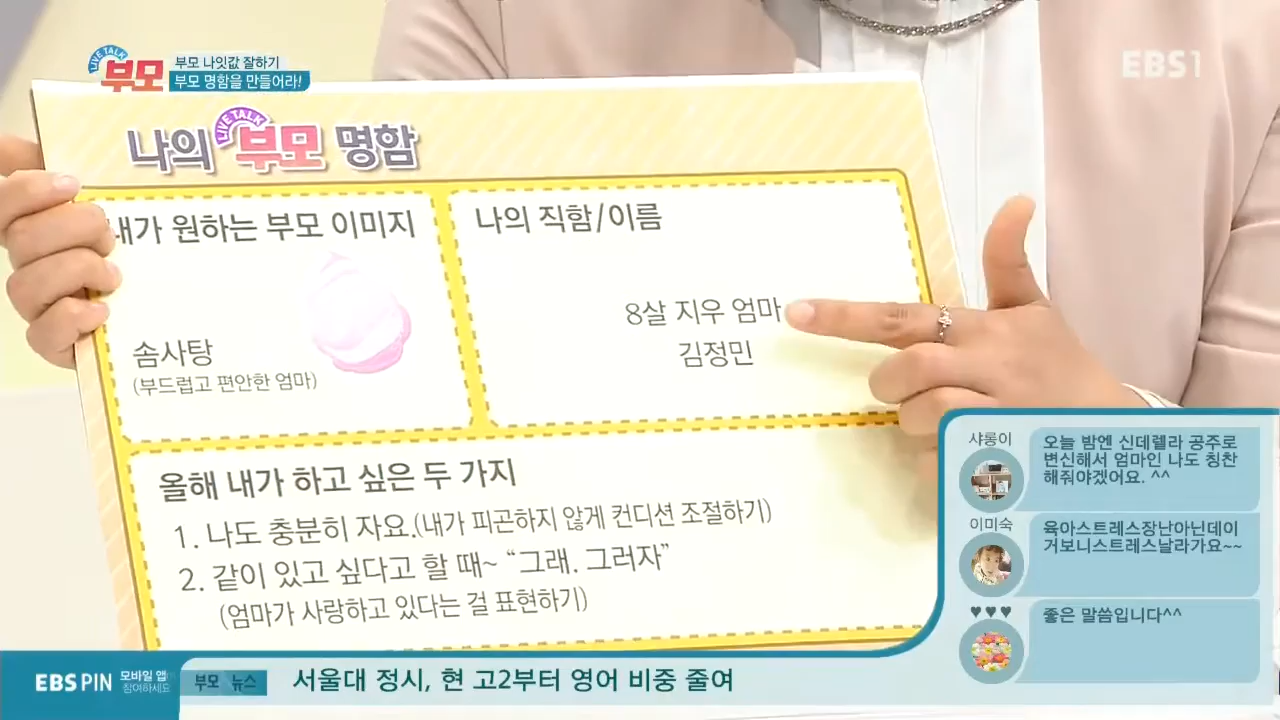 LIVE TALK
부모
부모 나잇값 잘하기
부모 명함을 만들어라!
EBS1
나의 LIVE TALK 부모 명함
내가 원하는 부모 이미지
솜사탕
(부드럽고 편안한 엄마)
나의 직함/이름
8살 지우 엄마
김정민
올해 내가 하고 싶은 두 가지
1. 나도 충분히 자요.(내가 피곤하지 않게 컨디션 조절하기)
2. 같이 있고 싶다고 할 때~ “그래. 그러자”
(엄마가 사랑하고 있다는 걸 표현하기)
샤롱이
오늘 밤엔 신데렐라 공주로
변신해서 엄마인 나도 칭찬
해줘야겠어요. ^^
이미숙
육아스트레스장난아닌데이
거보니스트레스날라가요~~
♥♥♥
좋은 말씀입니다^^
EBS PIN 모바일 앱
참여하세요
부모 뉴스
서울대 정시, 현 고2부터 영어 비중 줄여